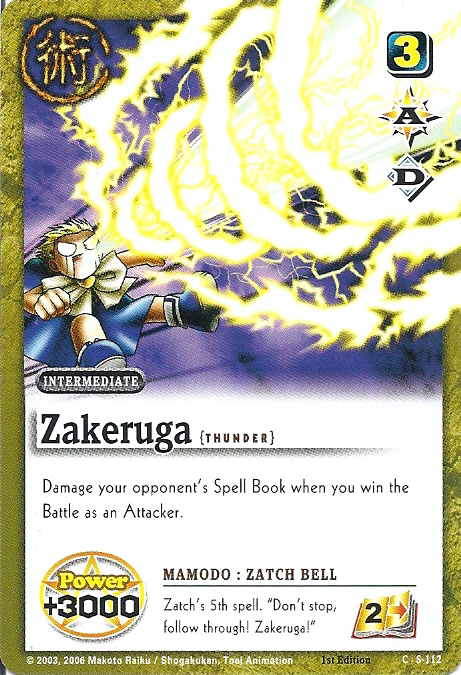 術
3
A
D
INTERMEDIATE
Zakeruga {THUNDER}
Damage your opponent's Spell Book when you win the
Battle as an Attacker.
Power
+3000
MAMODO : ZATCH BELL
Zatch's 5th spell. "Don't stop,
follow through! Zakeruga!"
2
© 2003, 2006 Makoto Raiku / Shogakukan, Toei Animation 1st Edition C : S-112